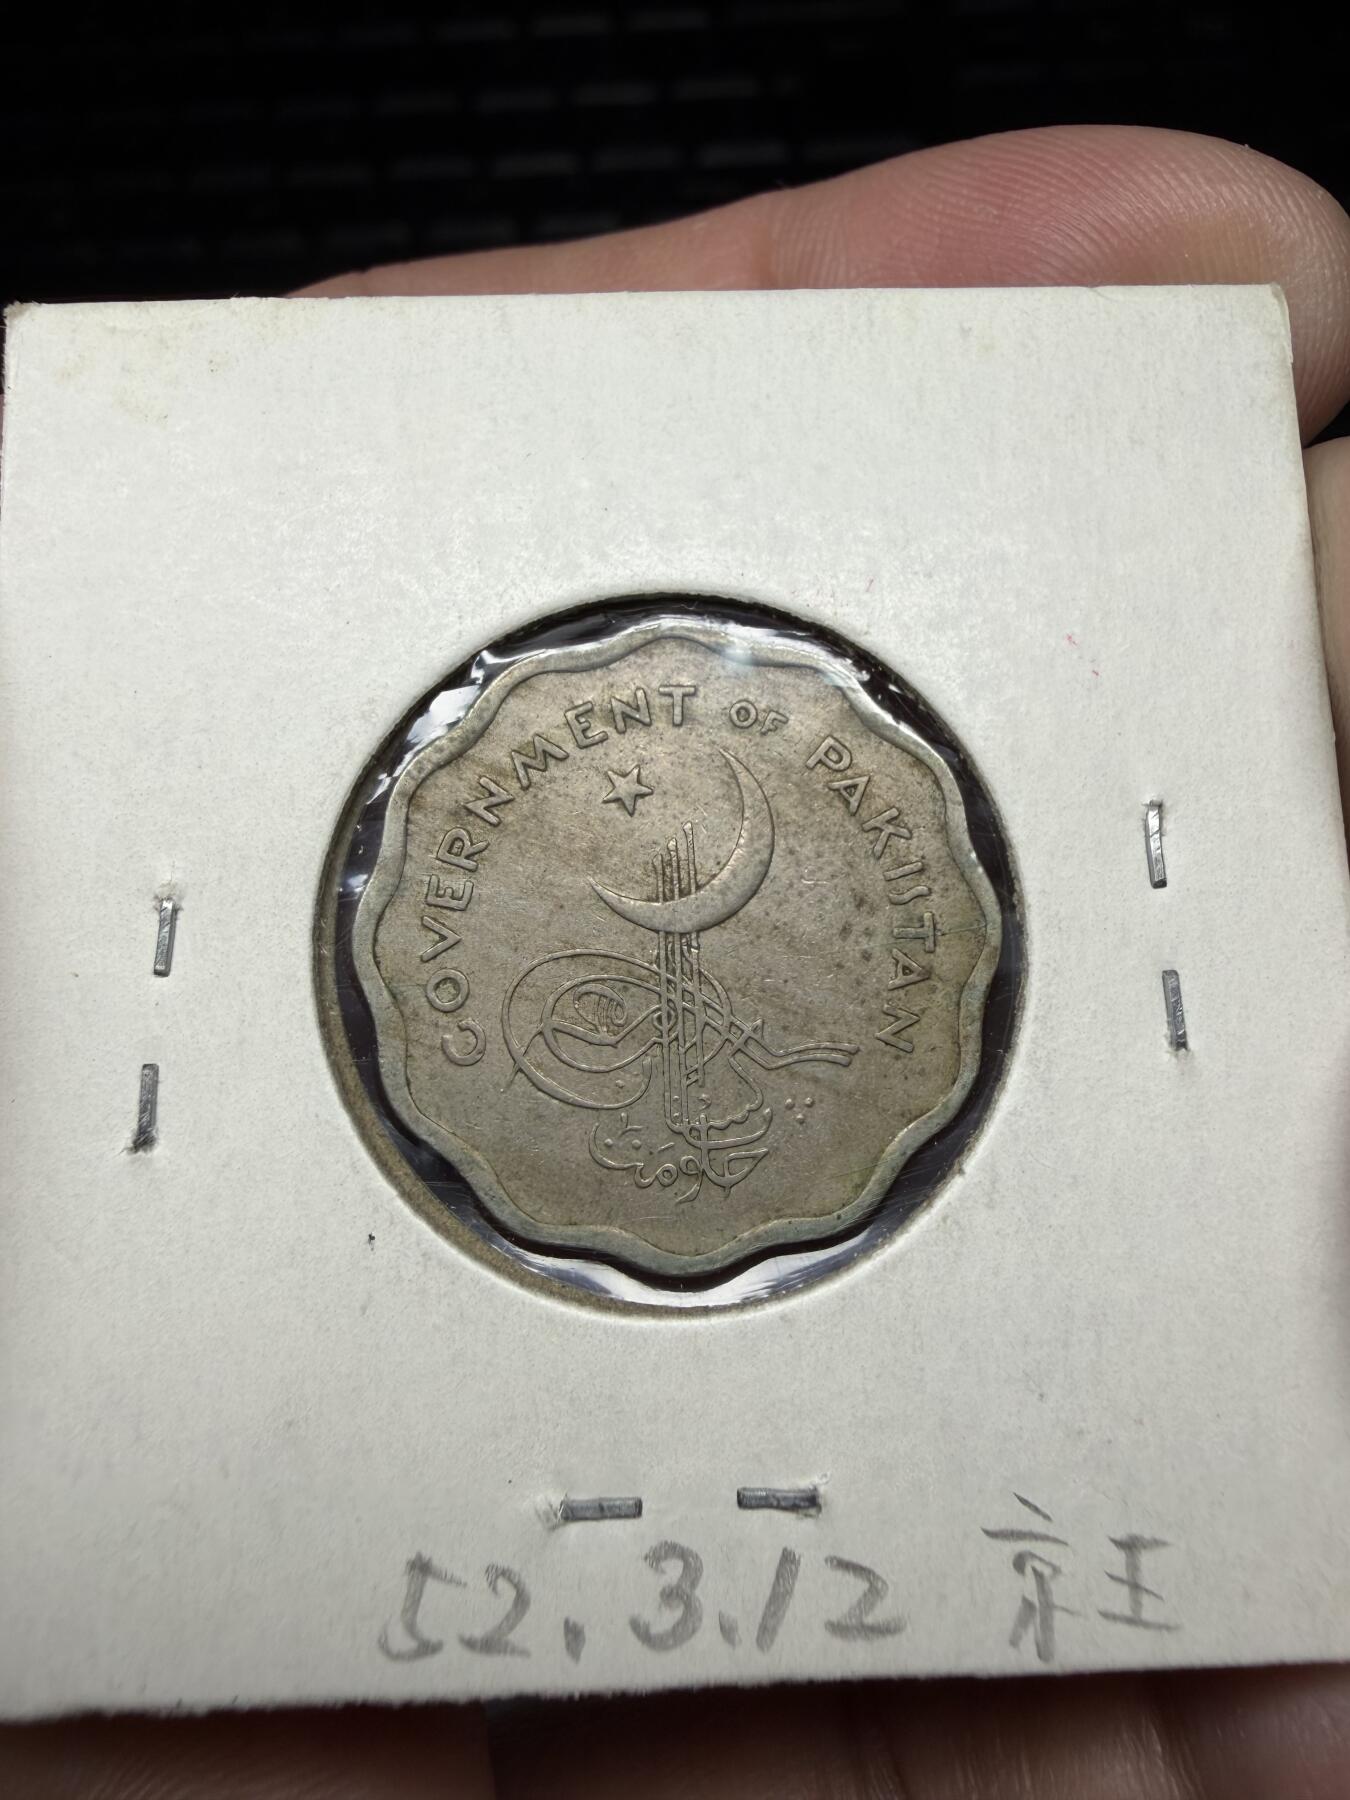 GOVERNMENT OF PAKISTAN
حکومت پاکستان
52.3.12 京王